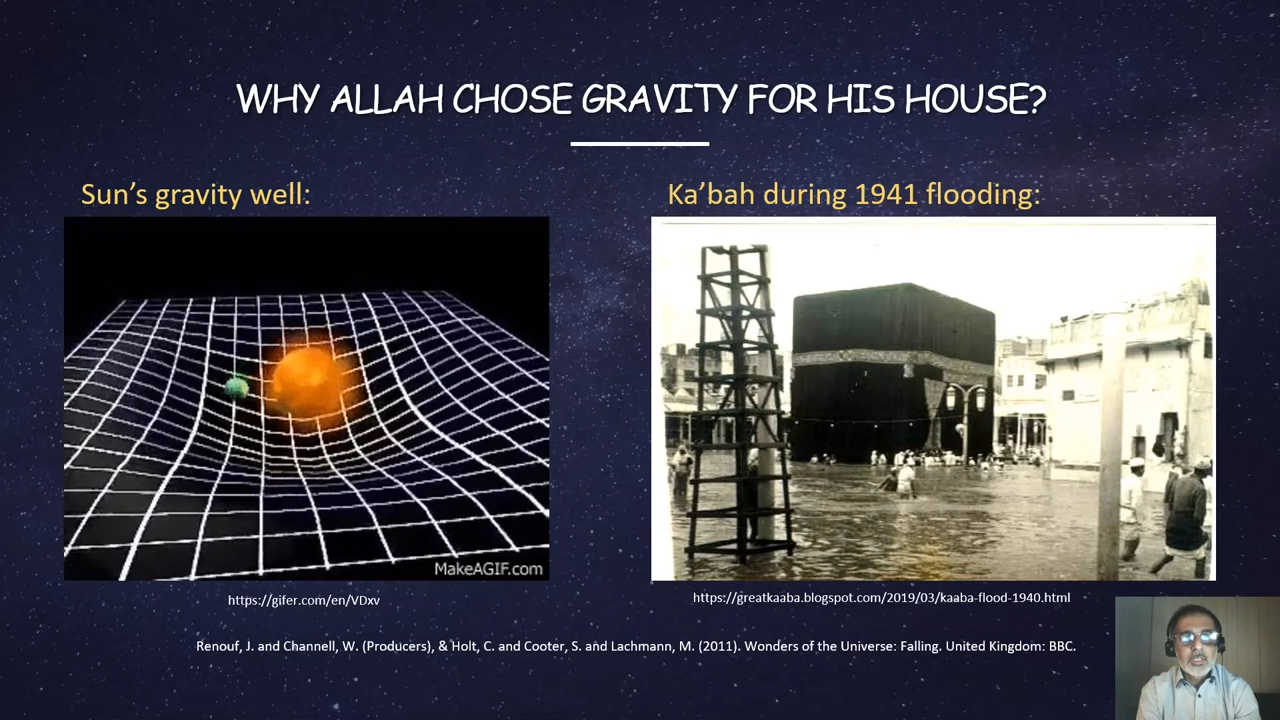 WHY ALLAH CHOSE GRAVITY FOR HIS HOUSE?
Sun’s gravity well:
Ka’bah during 1941 flooding:
MakeAGIF.com
https://gifer.com/en/VDxv
https://greatkaaba.blogspot.com/2019/03/kaaba-flood-1940.html
Renouf, J. and Channell, W. (Producers), & Holt, C. and Cooter, S. and Lachmann, M. (2011). Wonders of the Universe: Falling. United Kingdom: BBC.